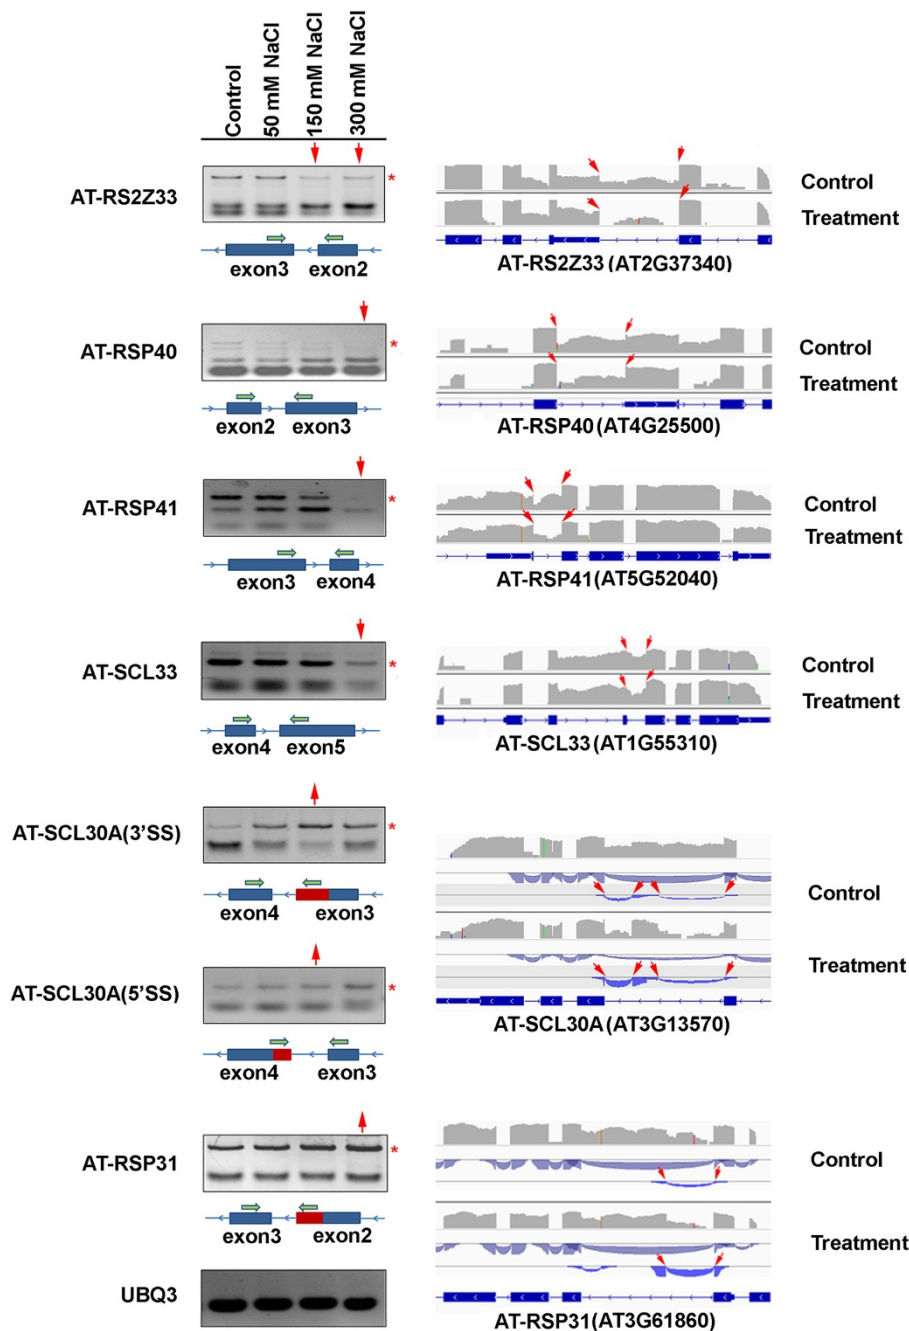 Control
50 mM NaCl
150 mM NaCl
300 mM NaCl
AT-RS2Z33
*
exon3 exon2
Control
Treatment
AT-RS2Z33 (AT2G37340)
AT-RSP40
*
exon2 exon3
Control
Treatment
AT-RSP40 (AT4G25500)
AT-RSP41
*
exon3 exon4
Control
Treatment
AT-RSP41 (AT5G52040)
AT-SCL33
*
exon4 exon5
Control
Treatment
AT-SCL33 (AT1G55310)
AT-SCL30A(3'SS)
*
exon4 exon3
AT-SCL30A(5'SS)
*
exon4 exon3
Control
Treatment
AT-SCL30A (AT3G13570)
AT-RSP31
*
exon3 exon2
UBQ3
Control
Treatment
AT-RSP31 (AT3G61860)